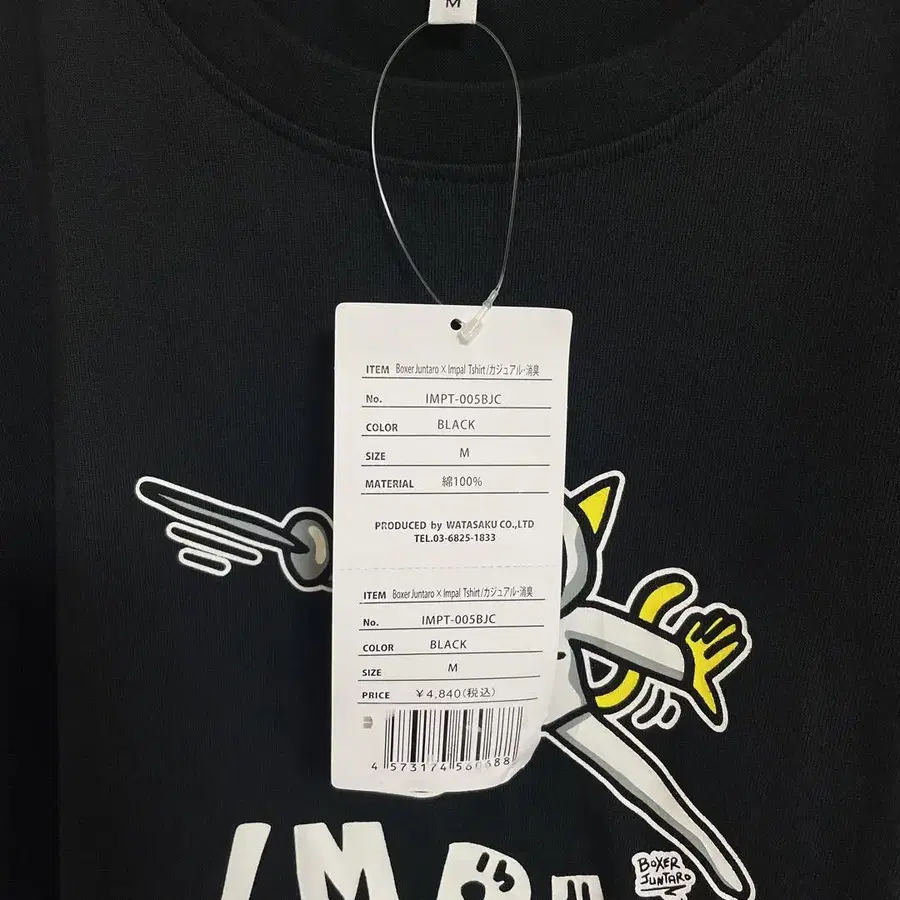 M
ITEM Boxer Juntaro × Impal Tshirt/カジュアル・消臭
No. IMPT-005BJC
COLOR BLACK
SIZE M
MATERIAL 綿100%
PRODUCED by WATASAKU CO.,LTD
TEL.03-6825-1833
ITEM Boxer Juntaro × Impal Tshirt/カジュアル・消臭
No. IMPT-005BJC
COLOR BLACK
SIZE M
PRICE ¥4,840(税込)
BOXER
JUNTARO